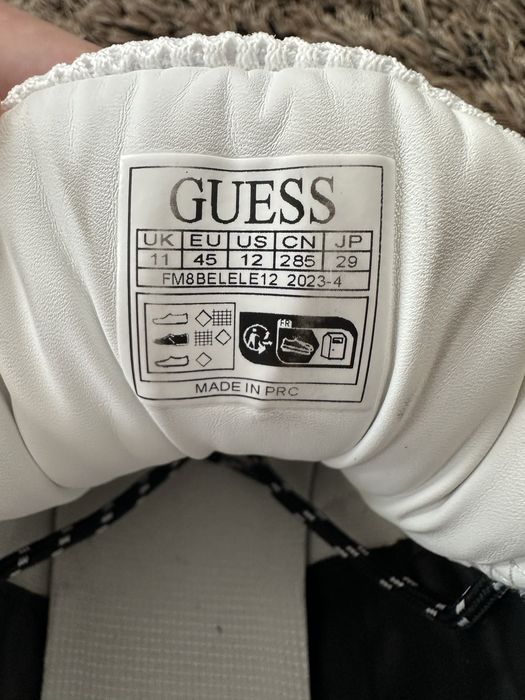 GUESS
UK EU US CN JP
11 45 12 285 29
FM8BELELE12 2023-4
FR
MADE IN PRC